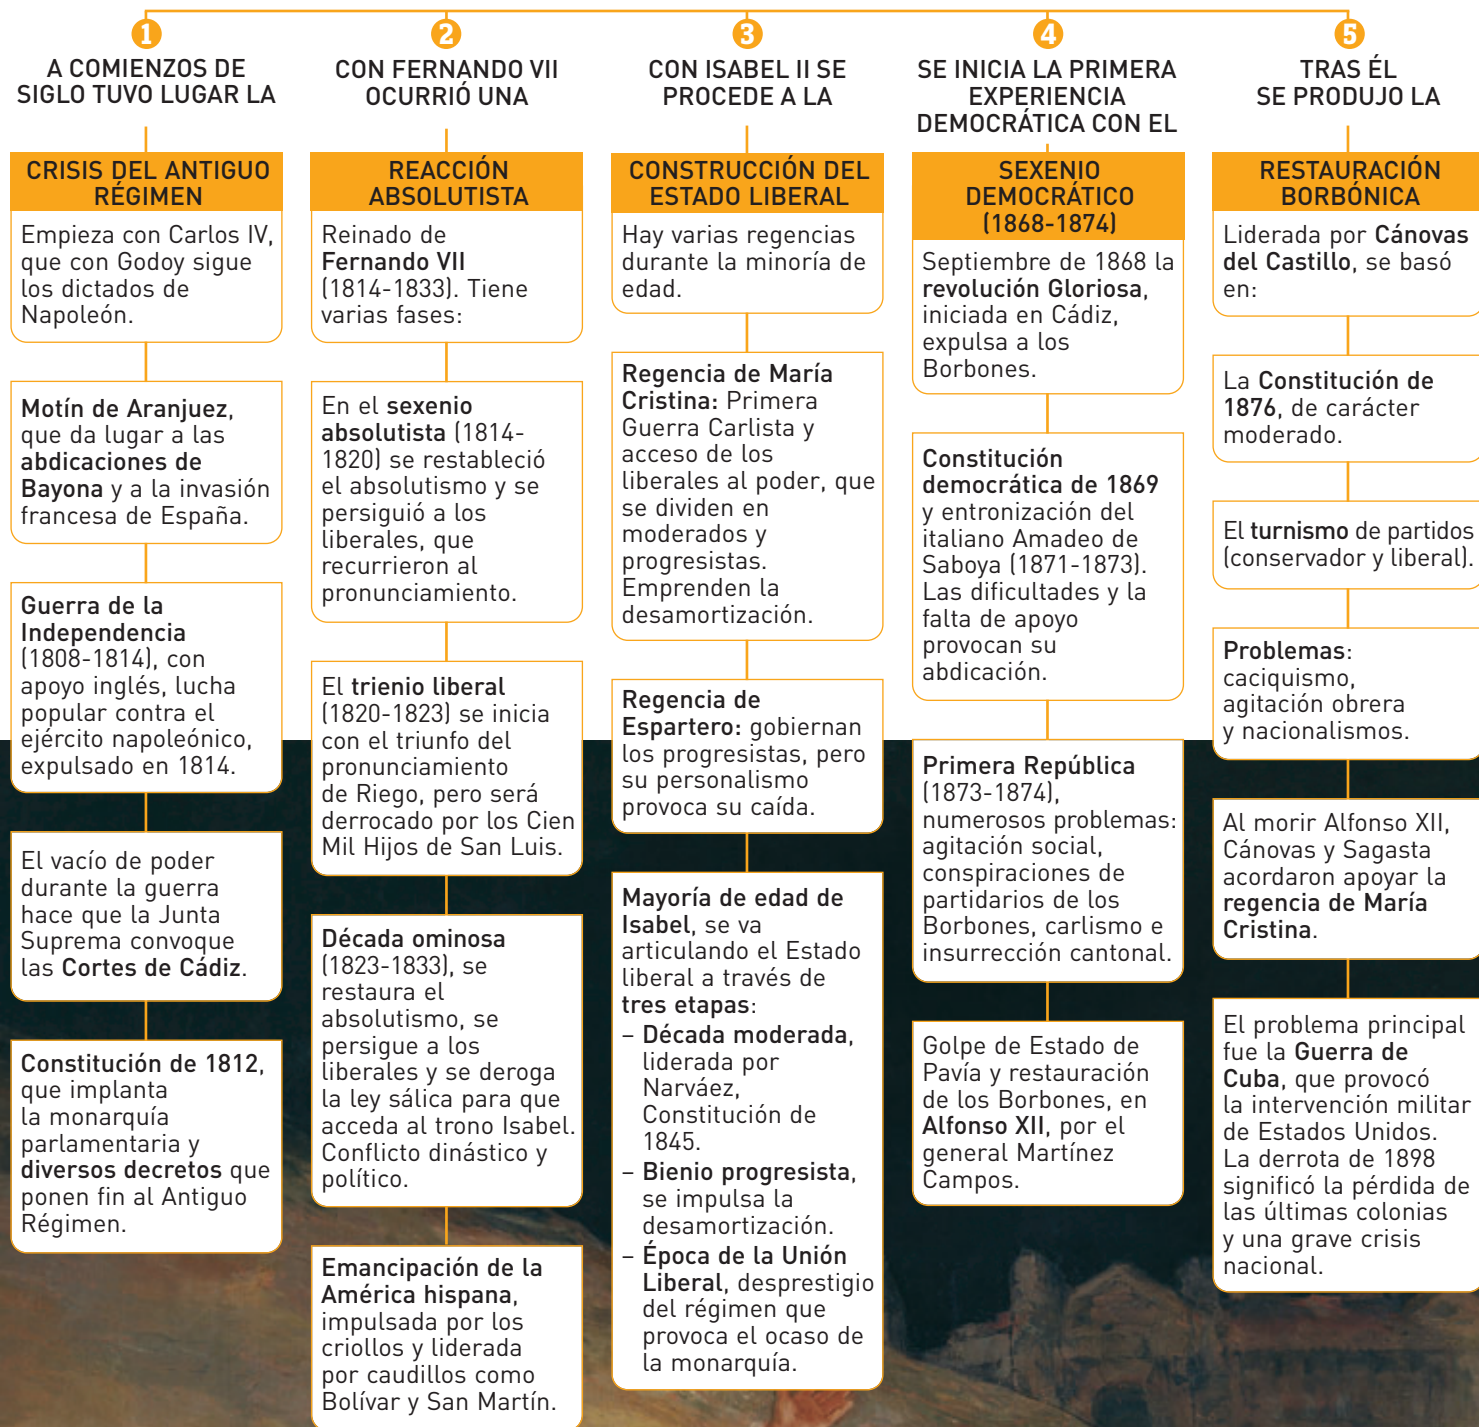 1
A COMIENZOS DE
SIGLO TUVO LUGAR LA
CRISIS DEL ANTIGUO
RÉGIMEN
Empieza con Carlos IV,
que con Godoy sigue
los dictados de
Napoleón.
Motín de Aranjuez,
que da lugar a las
abdicaciones de
Bayona y a la invasión
francesa de España.
Guerra de la
Independencia
(1808-1814), con
apoyo inglés, lucha
popular contra el
ejército napoleónico,
expulsado en 1814.
El vacío de poder
durante la guerra
hace que la Junta
Suprema convoque
las Cortes de Cádiz.
Constitución de 1812,
que implanta
la monarquía
parlamentaria y
diversos decretos que
ponen fin al Antiguo
Régimen.
2
CON FERNANDO VII
OCURRIÓ UNA
REACCIÓN
ABSOLUTISTA
Reinado de
Fernando VII
(1814-1833). Tiene
varias fases:
En el sexenio
absolutista (1814-
1820) se restableció
el absolutismo y se
persiguió a los
liberales, que
recurrieron al
pronunciamiento.
El trienio liberal
(1820-1823) se inicia
con el triunfo del
pronunciamiento
de Riego, pero será
derrocado por los Cien
Mil Hijos de San Luis.
Década ominosa
(1823-1833), se
restaura el
absolutismo, se
persigue a los
liberales y se deroga
la ley sálica para que
acceda al trono Isabel.
Conflicto dinástico y
político.
Emancipación de la
América hispana,
impulsada por los
criollos y liderada
por caudillos como
Bolívar y San Martín.
3
CON ISABEL II SE
PROCEDE A LA
CONSTRUCCIÓN DEL
ESTADO LIBERAL
Hay varias regencias
durante la minoría de
edad.
Regencia de María
Cristina: Primera
Guerra Carlista y
acceso de los
liberales al poder, que
se dividen en
moderados y
progresistas.
Emprenden la
desamortización.
Regencia de
Espartero: gobiernan
los progresistas, pero
su personalismo
provoca su caída.
Mayoría de edad de
Isabel, se va
articulando el Estado
liberal a través de
tres etapas:
– Década moderada,
liderada por
Narváez,
Constitución de
1845.
– Bienio progresista,
se impulsa la
desamortización.
– Época de la Unión
Liberal, desprestigio
del régimen que
provoca el ocaso de
la monarquía.
4
SE INICIA LA PRIMERA
EXPERIENCIA
DEMOCRÁTICA CON EL
SEXENIO
DEMOCRÁTICO
(1868-1874)
Septiembre de 1868 la
revolución Gloriosa,
iniciada en Cádiz,
expulsa a los
Borbones.
Constitución
democrática de 1869
y entronización del
italiano Amadeo de
Saboya (1871-1873).
Las dificultades y la
falta de apoyo
provocan su
abdicación.
Primera República
(1873-1874),
numerosos problemas:
agitación social,
conspiraciones de
partidarios de los
Borbones, carlismo e
insurrección cantonal.
Golpe de Estado de
Pavía y restauración
de los Borbones, en
Alfonso XII, por el
general Martínez
Campos.
5
TRAS ÉL
SE PRODUJO LA
RESTAURACIÓN
BORBÓNICA
Liderada por Cánovas
del Castillo, se basó
en:
La Constitución de
1876, de carácter
moderado.
El turnismo de partidos
(conservador y liberal).
Problemas:
caciquismo,
agitación obrera
y nacionalismos.
Al morir Alfonso XII,
Cánovas y Sagasta
acordaron apoyar la
regencia de María
Cristina.
El problema principal
fue la Guerra de
Cuba, que provocó
la intervención militar
de Estados Unidos.
La derrota de 1898
significó la pérdida de
las últimas colonias
y una grave crisis
nacional.